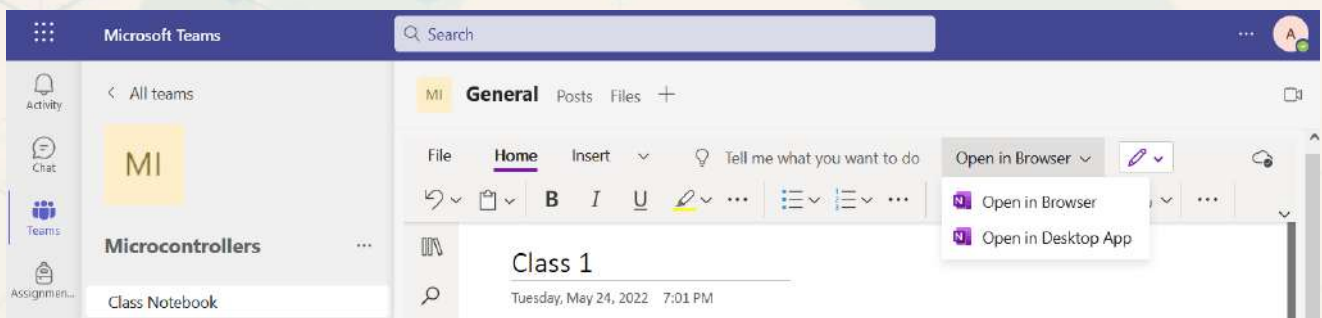 Microsoft Teams
Search
A
Activity
All teams
MI
General Posts Files
Chat
MI
File Home Insert Tell me what you want to do Open in Browser
B I U
Open in Browser
Open in Desktop App
Teams
Microcontrollers
Class 1
Assignmen...
Class Notebook
Tuesday, May 24, 2022 7:01 PM